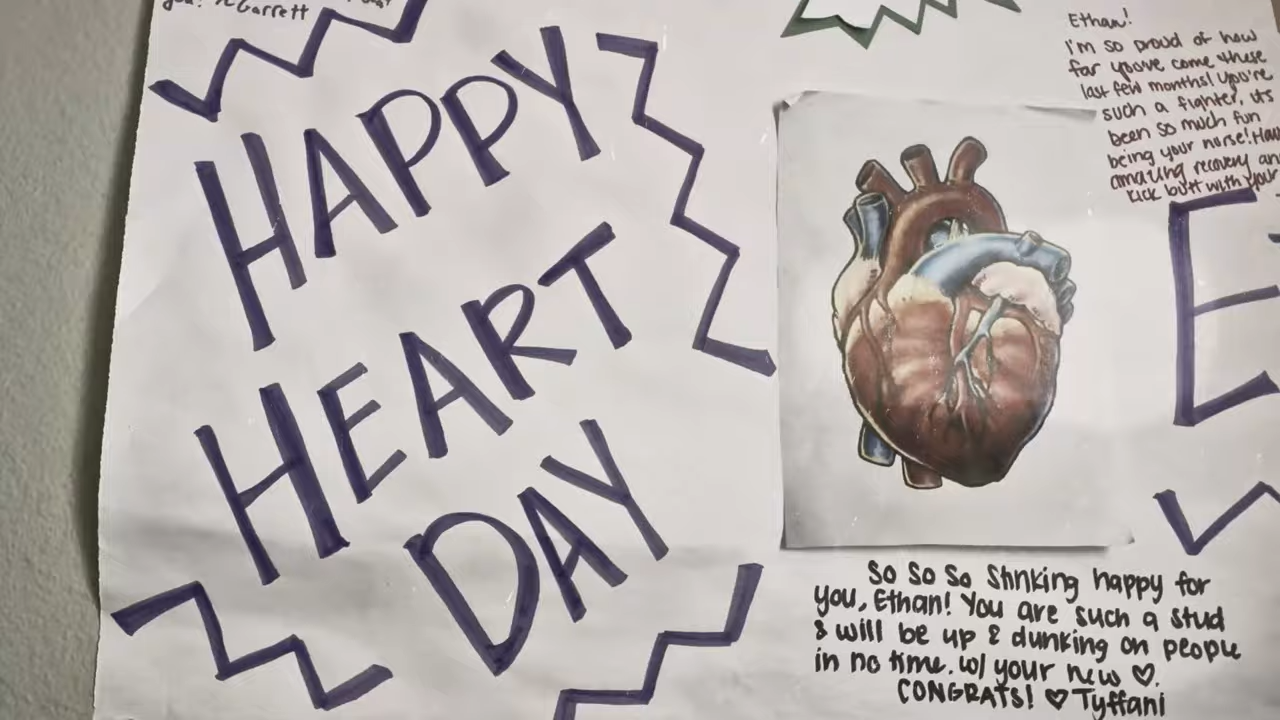 you! Garrett
HAPPY
HEART
DAY
Ethan!
I'm so proud of how
far you've come these
last few months! You're
such a fighter, its
been so much fun
being your nurse! Have
amazing recovery and
kick butt with your
E
So So So Stinking happy for
you, Ethan! You are such a stud
& will be up & dunking on people
in no time. w/ your new ♡.
CONGRATS! ♡ Tyffani